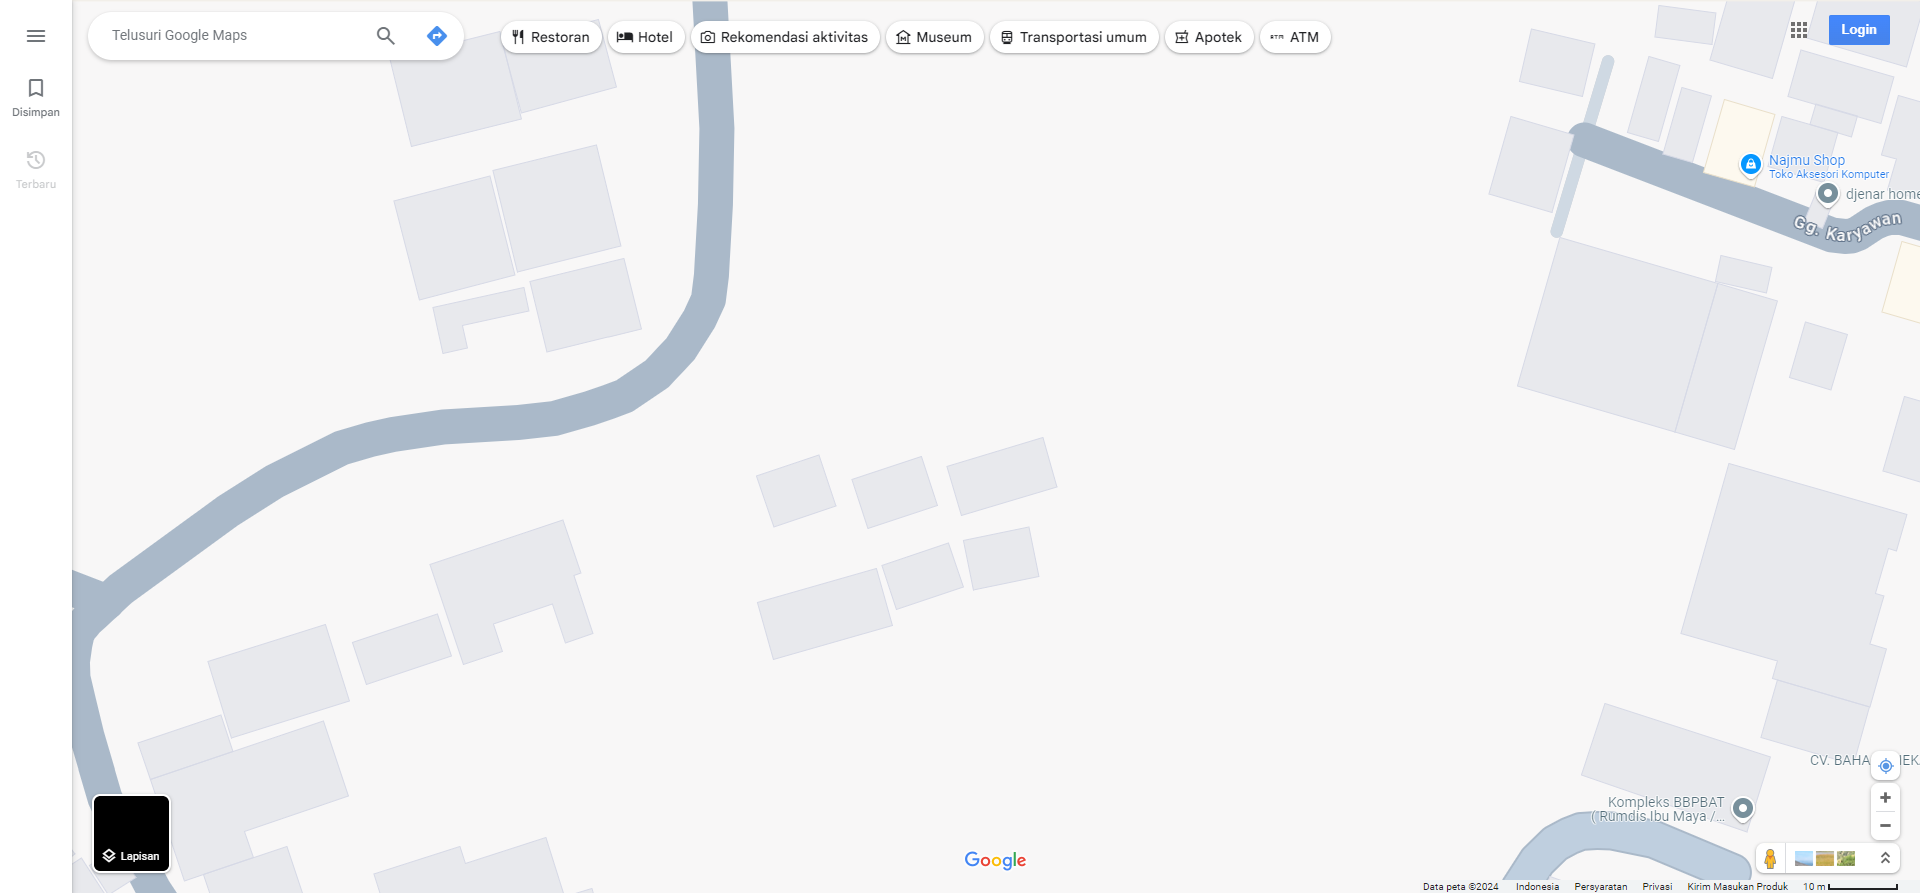 Telusuri Google Maps
Restoran
Hotel
Rekomendasi aktivitas
Museum
Transportasi umum
Apotek
ATM
Login
Disimpan
Terbaru
Najmu Shop
Toko Aksesori Komputer
djenar home
Gg. Karyawan
CV. BAHA
Kompleks BBPBAT
( Rumdis Ibu Maya /...
Lapisan
Google
Data peta ©2024
Indonesia
Persyaratan
Privasi
Kirim Masukan Produk
10 m